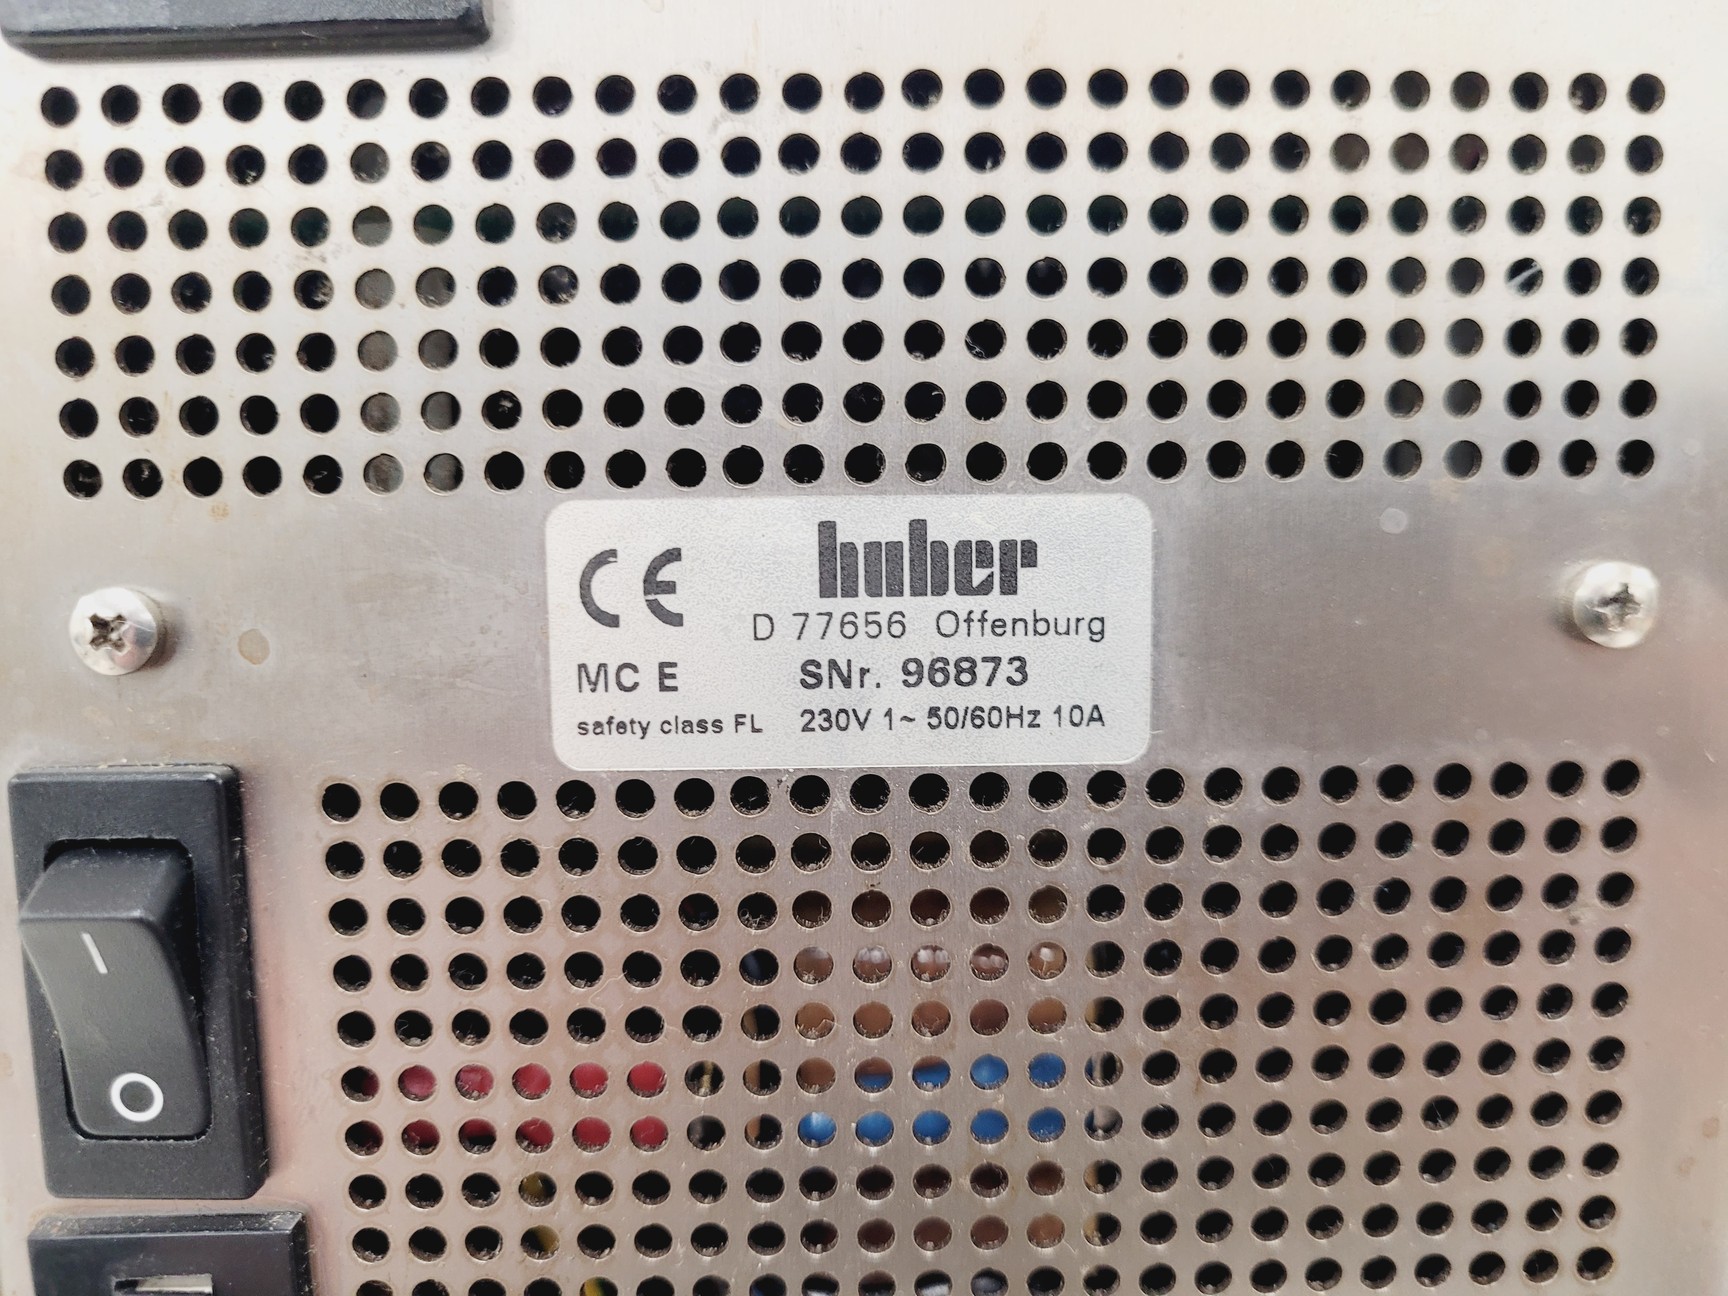 CE
huber
D 77656 Offenburg
MC E SNr. 96873
safety class FL 230V 1~ 50/60Hz 10A
I
O